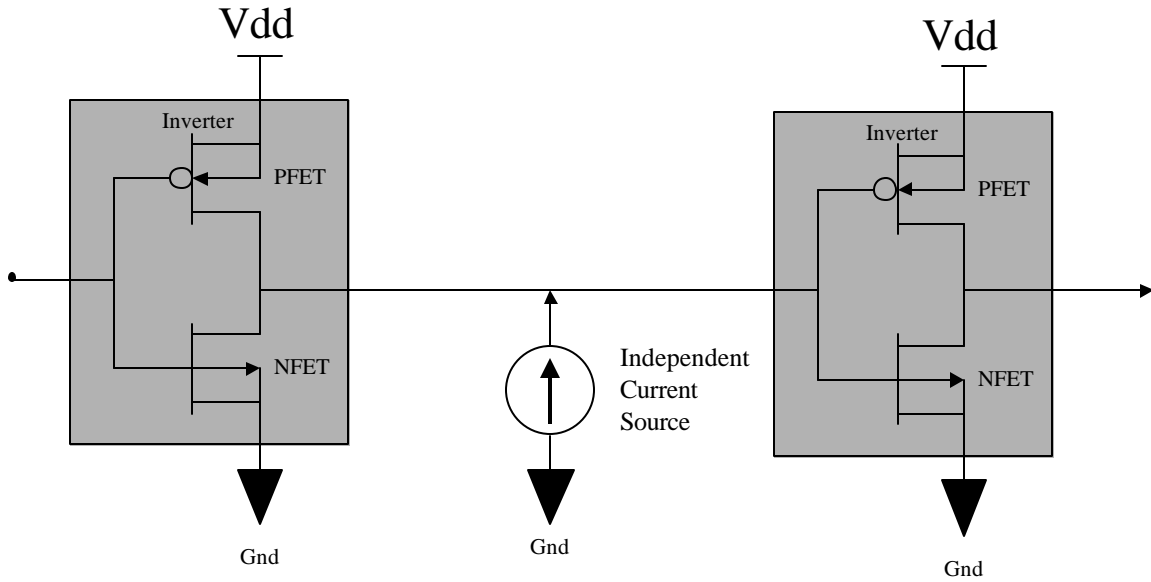 Vdd
Inverter
PFET
NFET
Gnd
Independent
Current
Source
Gnd
Vdd
Inverter
PFET
NFET
Gnd